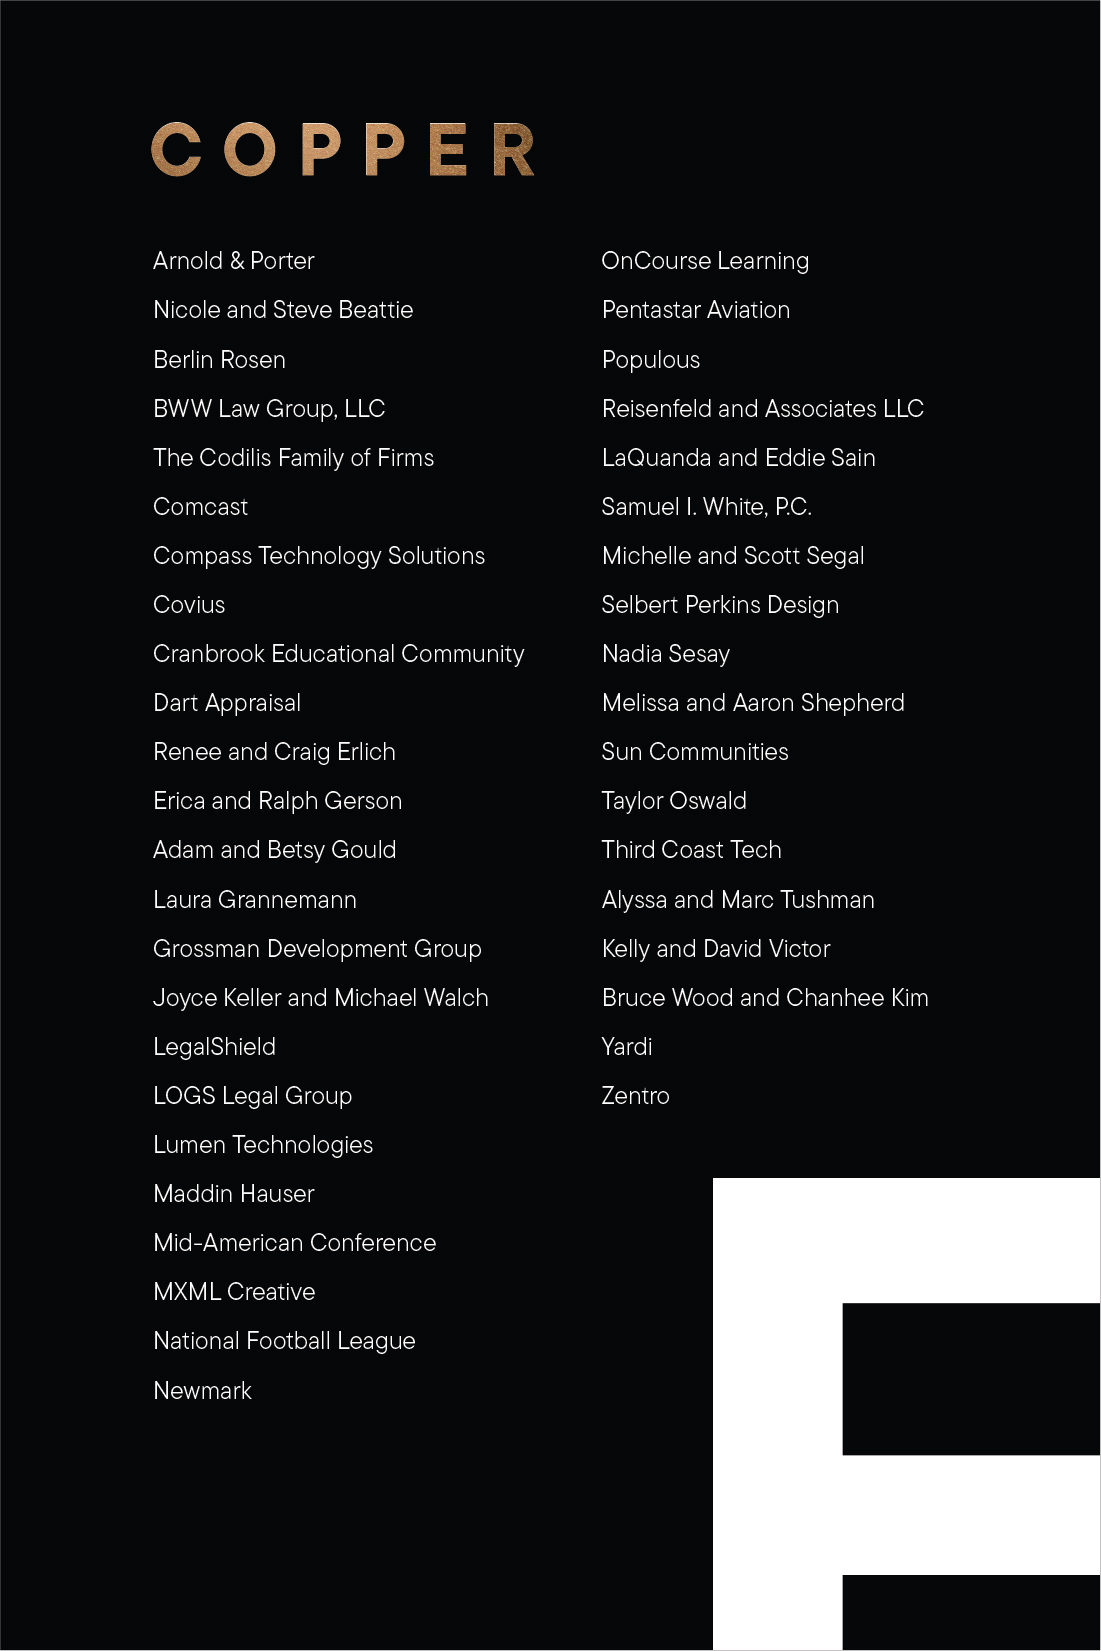 COPPER
Arnold & Porter
Nicole and Steve Beattie
Berlin Rosen
BWW Law Group, LLC
The Codilis Family of Firms
Comcast
Compass Technology Solutions
Covius
Cranbrook Educational Community
Dart Appraisal
Renee and Craig Erlich
Erica and Ralph Gerson
Adam and Betsy Gould
Laura Grannemann
Grossman Development Group
Joyce Keller and Michael Walch
LegalShield
LOGS Legal Group
Lumen Technologies
Maddin Hauser
Mid-American Conference
MXML Creative
National Football League
Newmark
OnCourse Learning
Pentastar Aviation
Populous
Reisenfeld and Associates LLC
LaQuanda and Eddie Sain
Samuel I. White, P.C.
Michelle and Scott Segal
Selbert Perkins Design
Nadia Sesay
Melissa and Aaron Shepherd
Sun Communities
Taylor Oswald
Third Coast Tech
Alyssa and Marc Tushman
Kelly and David Victor
Bruce Wood and Chanhee Kim
Yardi
Zentro